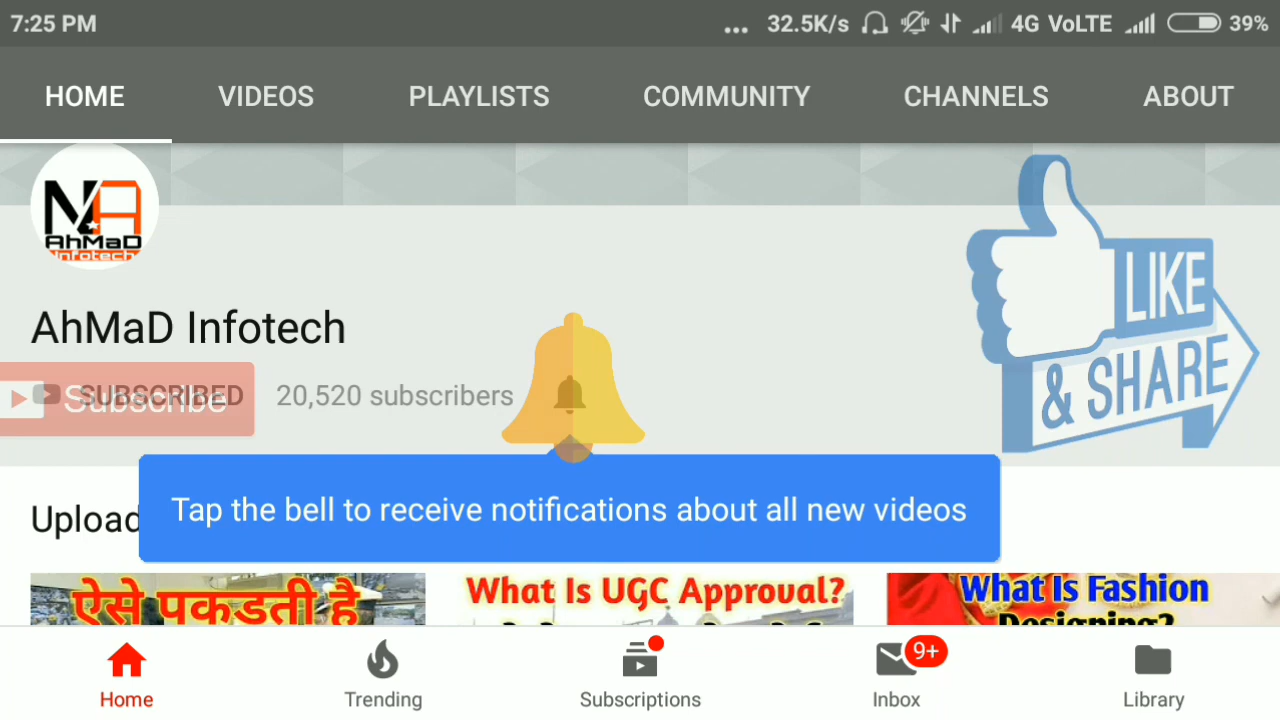 7:25 PM
... 32.5K/s 4G VoLTE 39%
HOME VIDEOS PLAYLISTS COMMUNITY CHANNELS ABOUT
NA
AhMaD
Infotech
LIKE
& SHARE
AhMaD Infotech
SUBSCRIBED
Subscribe
20,520 subscribers
Tap the bell to receive notifications about all new videos
Upload
ऐसे पकडती है
What Is UGC Approval?
What Is Fashion
Designing?
Home Trending Subscriptions Inbox 9+ Library